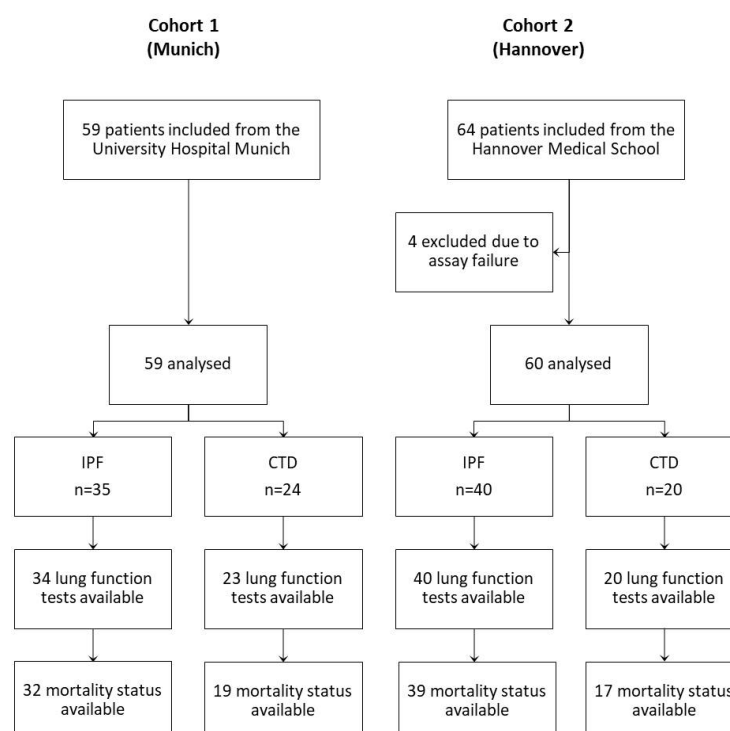 Cohort 1
(Munich)
Cohort 2
(Hannover)
59 patients included from the
University Hospital Munich
64 patients included from the
Hannover Medical School
4 excluded due to
assay failure
59 analysed
60 analysed
IPF
n=35
CTD
n=24
IPF
n=40
CTD
n=20
34 lung function
tests available
23 lung function
tests available
40 lung function
tests available
20 lung function
tests available
32 mortality status
available
19 mortality status
available
39 mortality status
available
17 mortality status
available